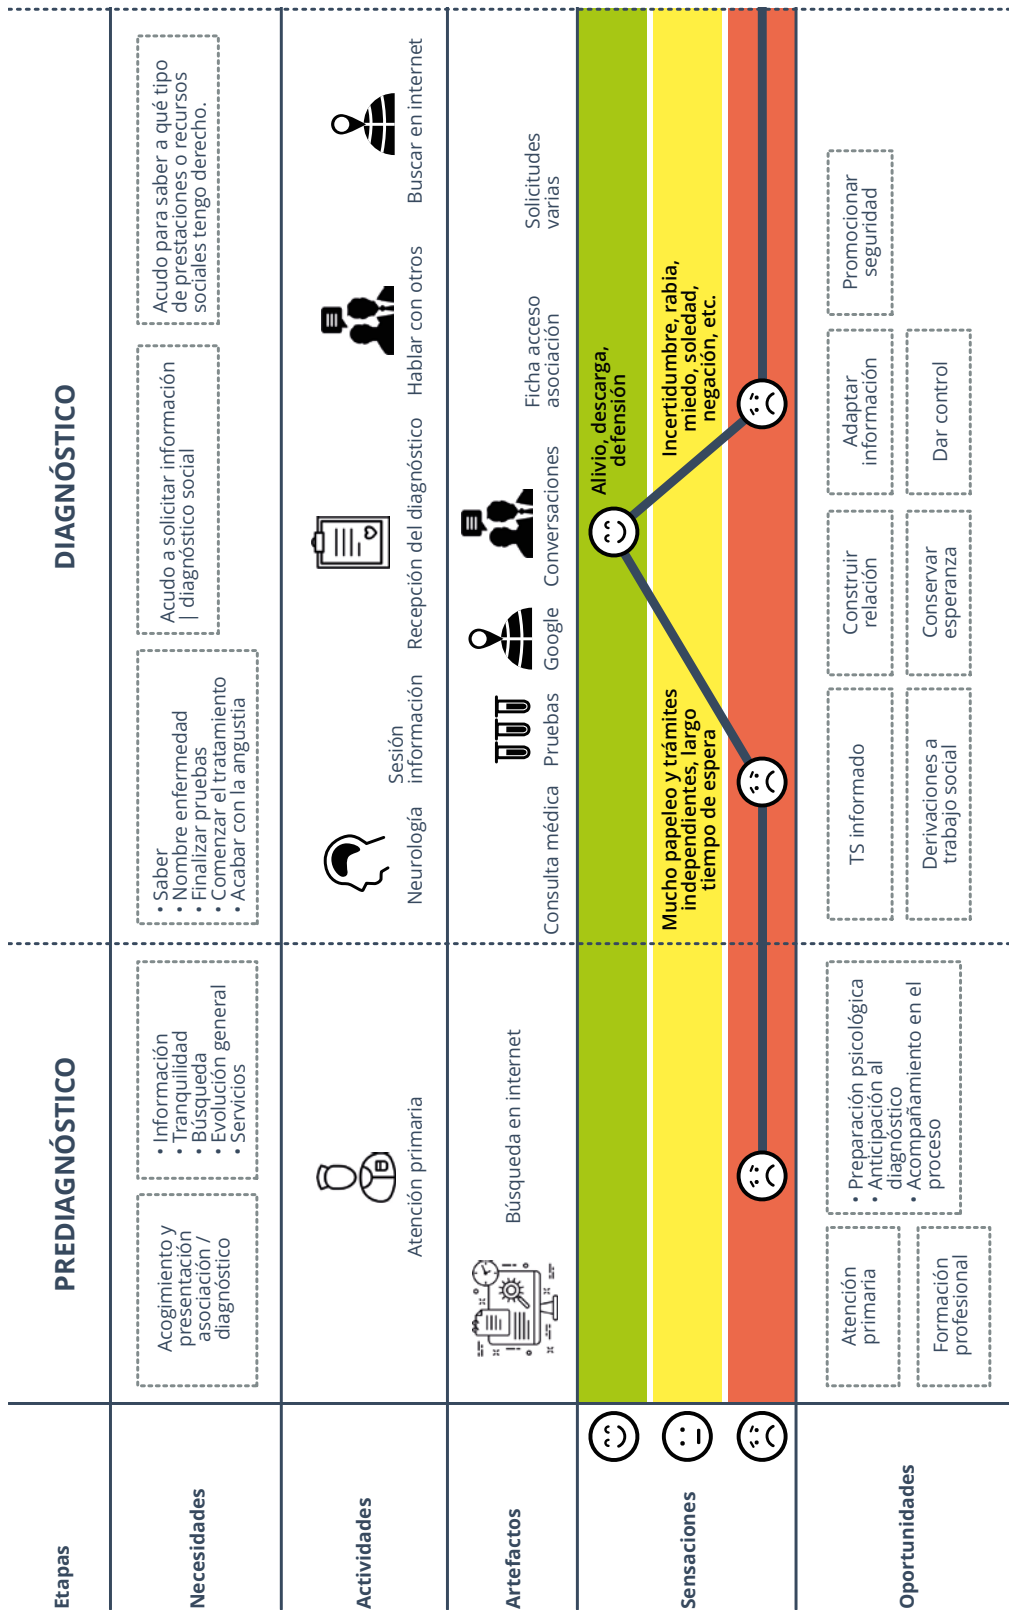 Etapas
PREDIAGNÓSTICO
DIAGNÓSTICO
Necesidades
Acogimiento y
presentación
asociación /
diagnóstico
• Información
• Tranquilidad
• Búsqueda
• Evolución general
• Servicios
• Saber
• Nombre enfermedad
• Finalizar pruebas
• Comenzar el tratamiento
• Acabar con la angustia
Acudo a solicitar información
| diagnóstico social
Acudo para saber a qué tipo
de prestaciones o recursos
sociales tengo derecho.
Actividades
Atención primaria
Neurología
Sesión
información
Recepción del diagnóstico
Hablar con otros
Buscar en internet
Artefactos
Búsqueda en internet
Consulta médica
Pruebas
Google
Conversaciones
Ficha acceso
asociación
Solicitudes
varias
Sensaciones
Mucho papeleo y trámites
independientes, largo
tiempo de espera
Alivio, descarga,
defensión
Incertidumbre, rabia,
miedo, soledad,
negación, etc.
Oportunidades
Atención
primaria
Formación
profesional
• Preparación psicológica
• Anticipación al
diagnóstico
• Acompañamiento en el
proceso
TS informado
Derivaciones a
trabajo social
Construir
relación
Conservar
esperanza
Adaptar
información
Dar control
Promocionar
seguridad